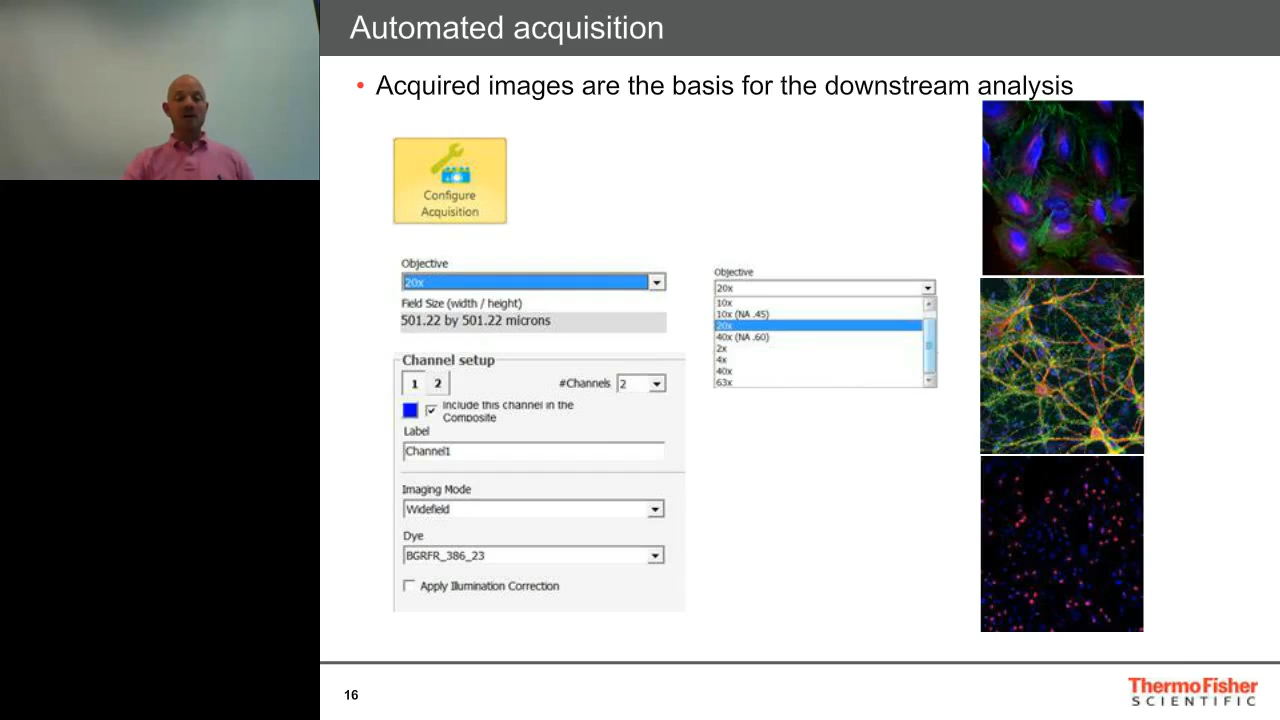 Automated acquisition
• Acquired images are the basis for the downstream analysis
Configure
Acquisition
Objective
20x
Field Size (width / height)
501.22 by 501.22 microns
Channel setup
1 2 #Channels 2
Include this channel in the
Composite
Label
Channel1
Imaging Mode
Widefield
Dye
BGRFR_386_23
Apply Illumination Correction
Objective
20x
10x
10x (NA .45)
20x
40x (NA .60)
2x
4x
40x
63x
16
ThermoFisher
SCIENTIFIC